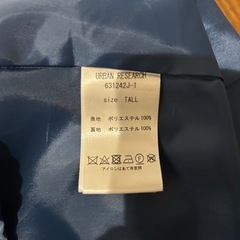 URBAN RESEARCH
631242J-1
size TALL
表地 ポリエステル100%
裏地 ポリエステル100%
アイロンはあて布使用